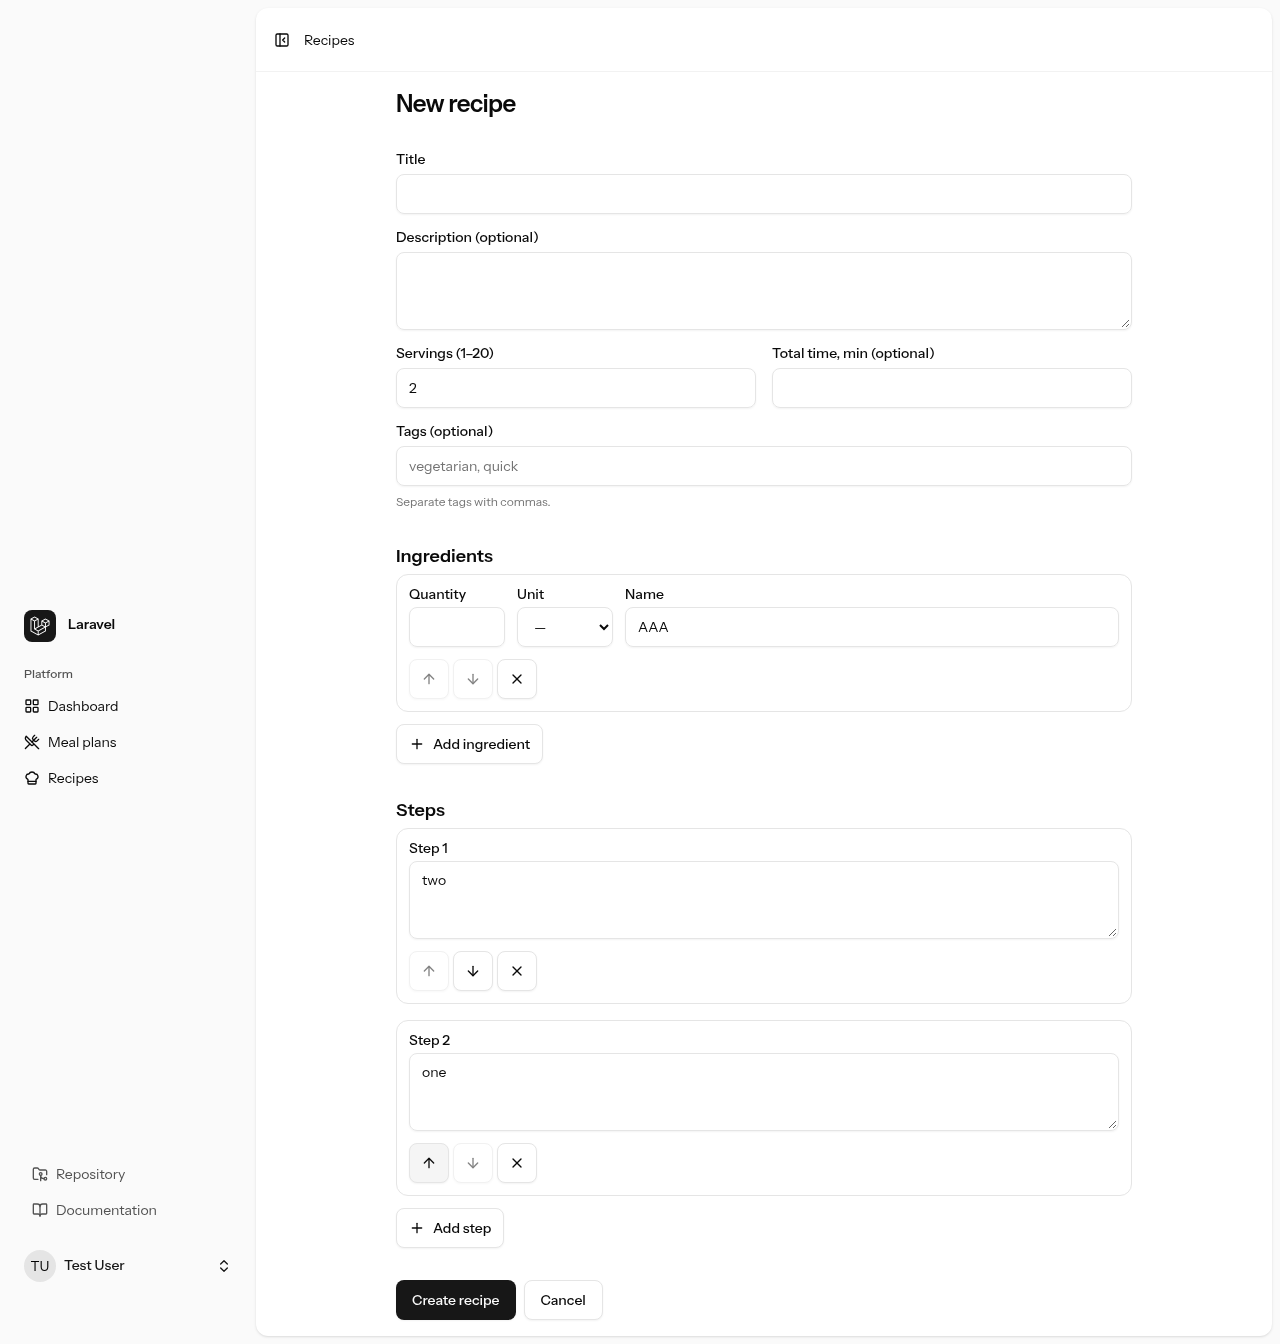 Recipes
New recipe
Title
Description (optional)
Servings (1–20)
Total time, min (optional)
2
Tags (optional)
vegetarian, quick
Separate tags with commas.
Ingredients
Quantity
Unit
Name
—
AAA
Add ingredient
Steps
Step 1
two
Step 2
one
Add step
Create recipe
Cancel
Laravel
Platform
Dashboard
Meal plans
Recipes
Repository
Documentation
TU
Test User